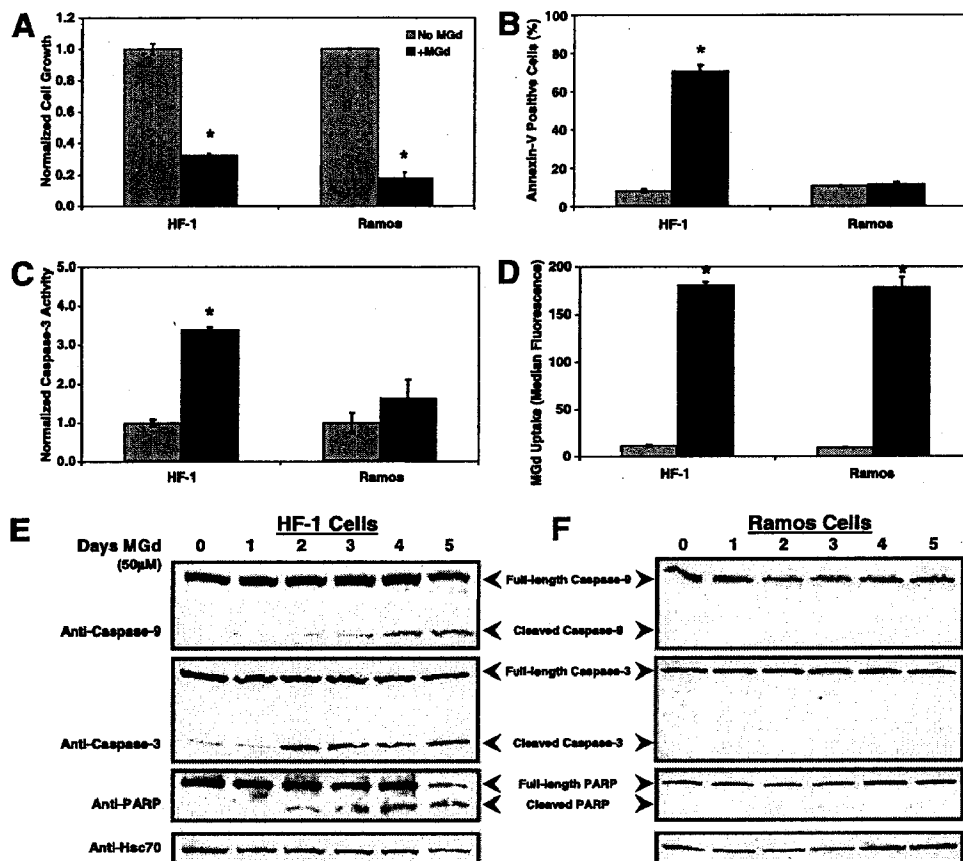 A
Normalized Cell Growth
1.2
1.0
0.8
0.6
0.4
0.2
0.0
No MGd
+MGd
*
*
HF-1
Ramos
B
Annexin-V Positive Cells (%)
100
80
60
40
20
0
*
HF-1
Ramos
C
Normalized Caspase-3 Activity
5.0
4.0
3.0
2.0
1.0
0.0
*
HF-1
Ramos
D
MGd Uptake (Median Fluorescence)
200
150
100
50
0
*
*
HF-1
Ramos
E
HF-1 Cells
Days MGd 0 1 2 3 4 5
(50μM)
Anti-Caspase-9
Anti-Caspase-3
Anti-PARP
Anti-Hsc70
Full-length Caspase-9
Cleaved Caspase-9
Full-length Caspase-3
Cleaved Caspase-3
Full-length PARP
Cleaved PARP
F
Ramos Cells
0 1 2 3 4 5